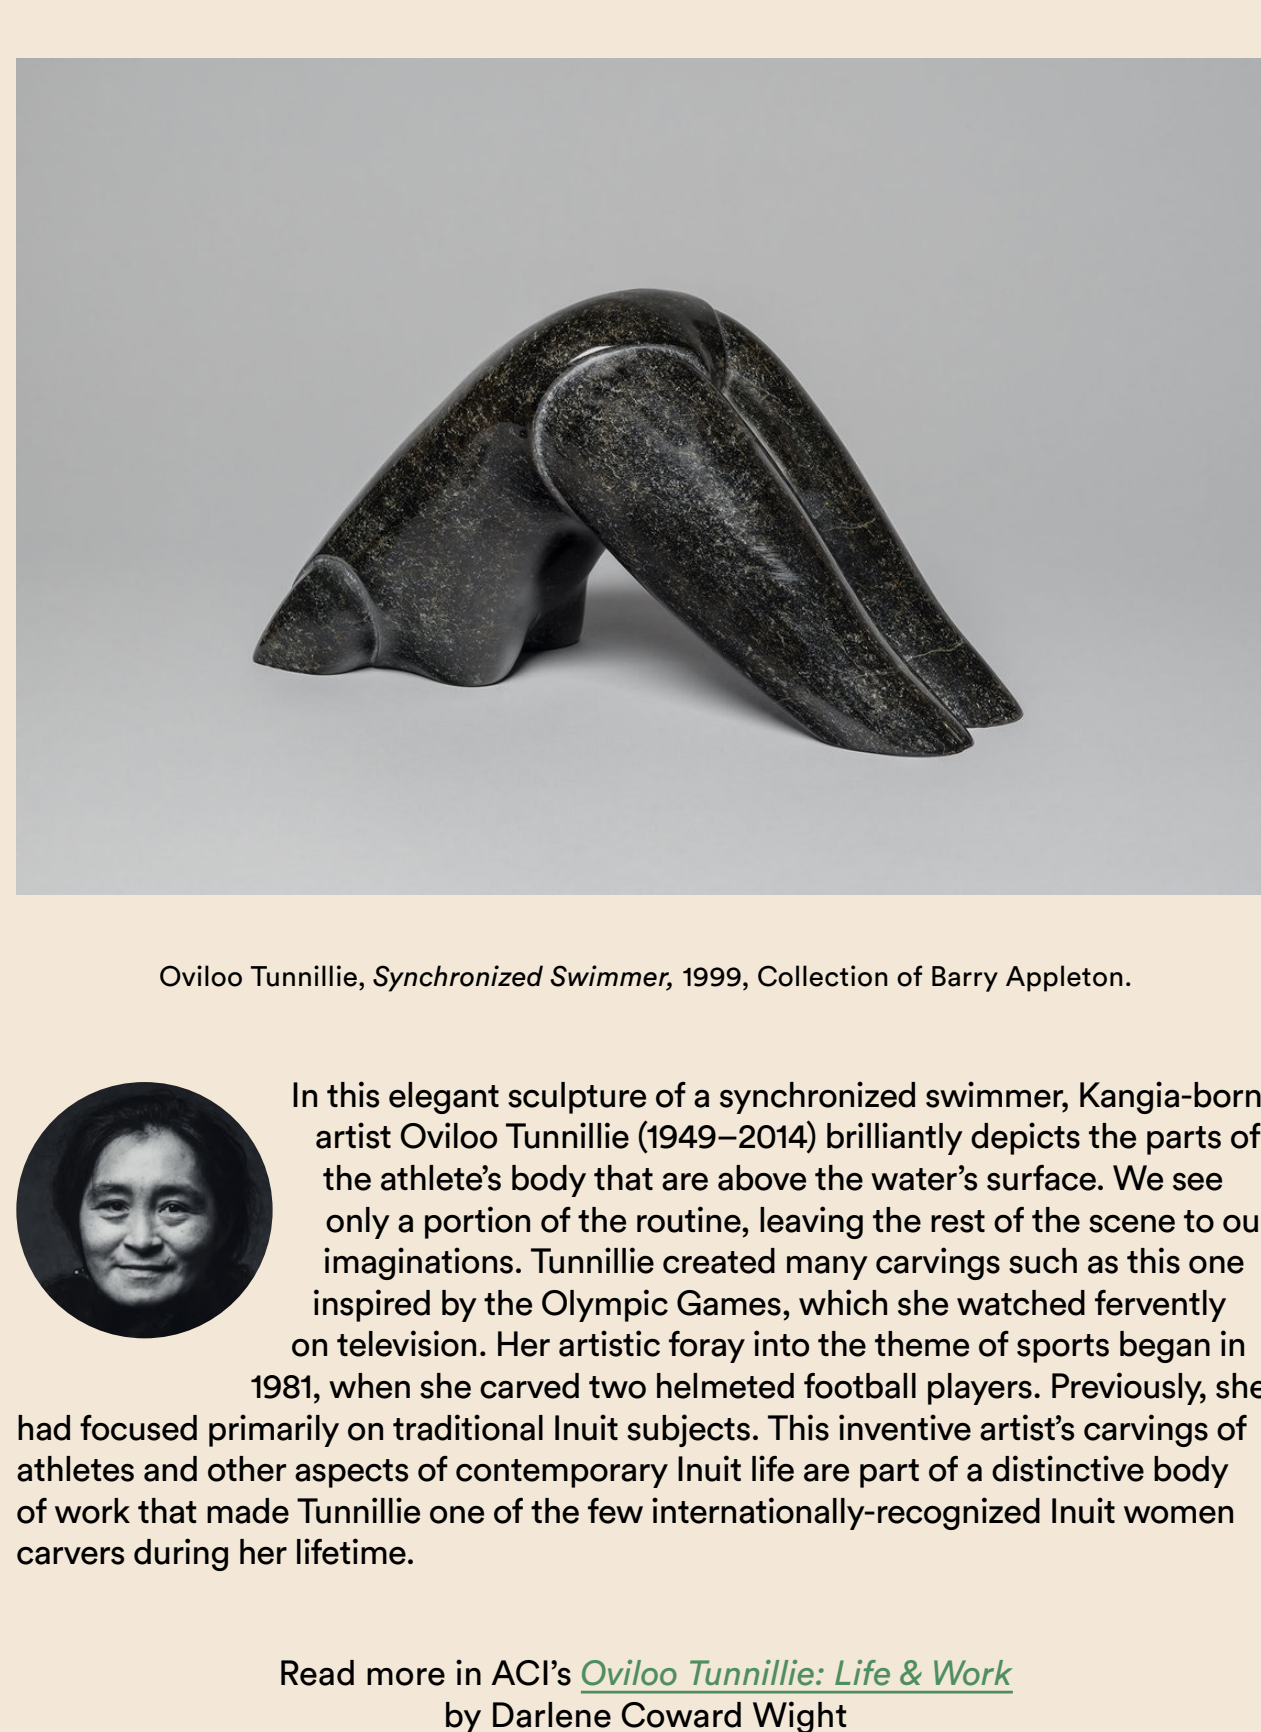 Oviloo Tunnillie, Synchronized Swimmer, 1999, Collection of Barry Appleton.
In this elegant sculpture of a synchronized swimmer, Kangia-born
artist Oviloo Tunnillie (1949–2014) brilliantly depicts the parts of
the athlete’s body that are above the water’s surface. We see
only a portion of the routine, leaving the rest of the scene to ou
imaginations. Tunnillie created many carvings such as this one
inspired by the Olympic Games, which she watched fervently
on television. Her artistic foray into the theme of sports began in
1981, when she carved two helmeted football players. Previously, she
had focused primarily on traditional Inuit subjects. This inventive artist’s carvings of
athletes and other aspects of contemporary Inuit life are part of a distinctive body
of work that made Tunnillie one of the few internationally-recognized Inuit women
carvers during her lifetime.
Read more in ACI’s Oviloo Tunnillie: Life & Work
by Darlene Coward Wight